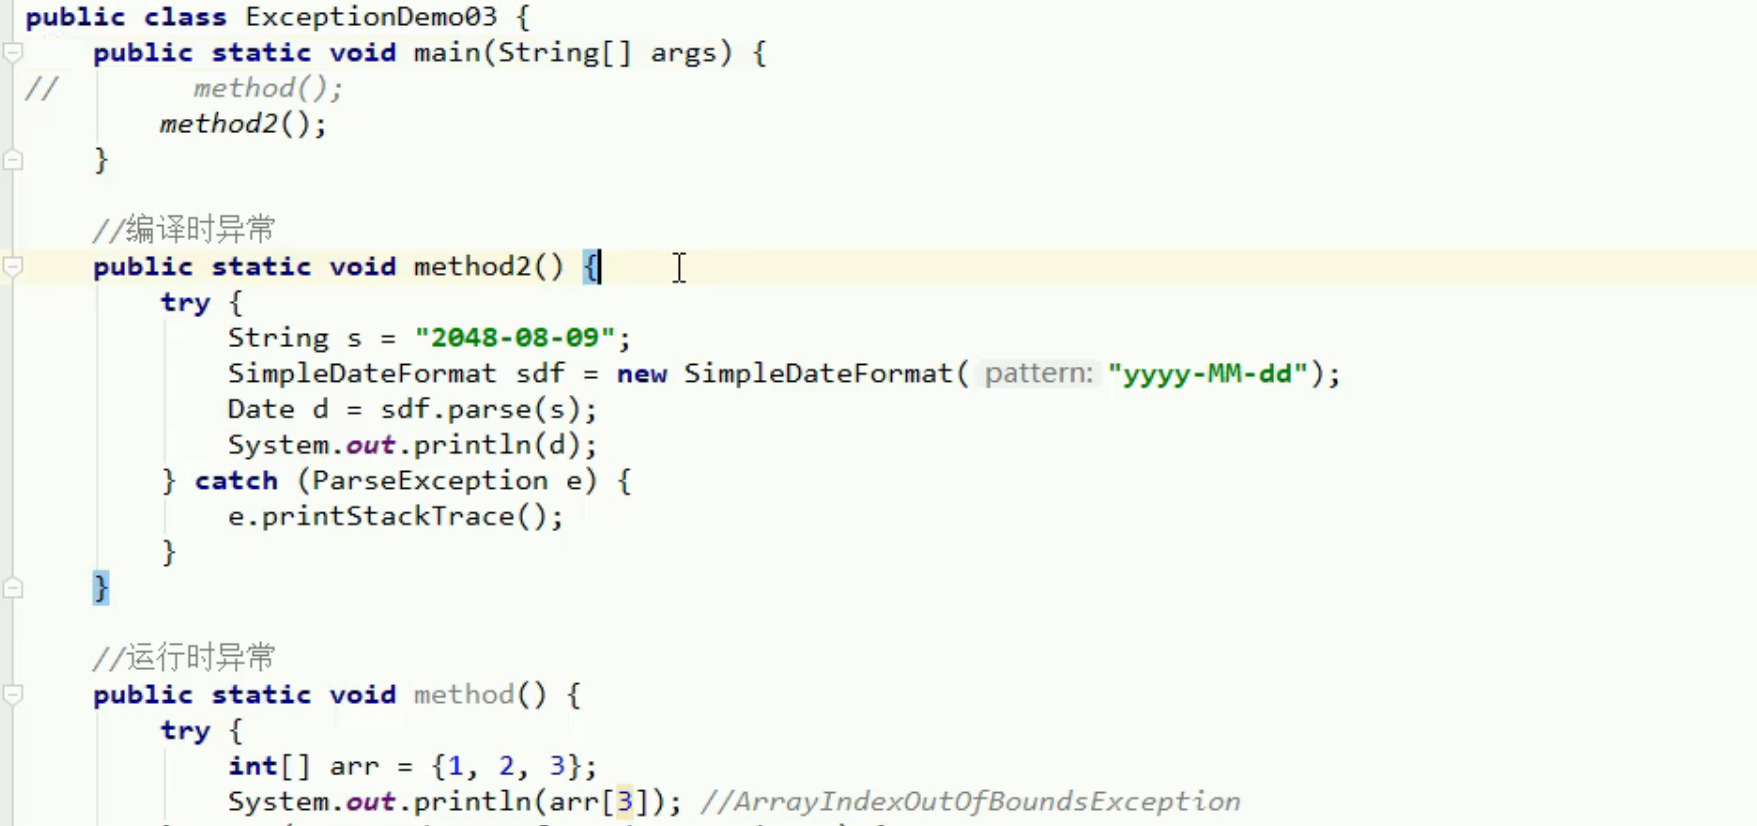 public class ExceptionDemo03 {
    public static void main(String[] args) {
//        method();
        method2();
    }
    //编译时异常
    public static void method2() {
        try {
            String s = "2048-08-09";
            SimpleDateFormat sdf = new SimpleDateFormat( pattern: "yyyy-MM-dd");
            Date d = sdf.parse(s);
            System.out.println(d);
        } catch (ParseException e) {
            e.printStackTrace();
        }
    }
    //运行时异常
    public static void method() {
        try {
            int[] arr = {1, 2, 3};
            System.out.println(arr[3]); //ArrayIndexOutOfBoundsException